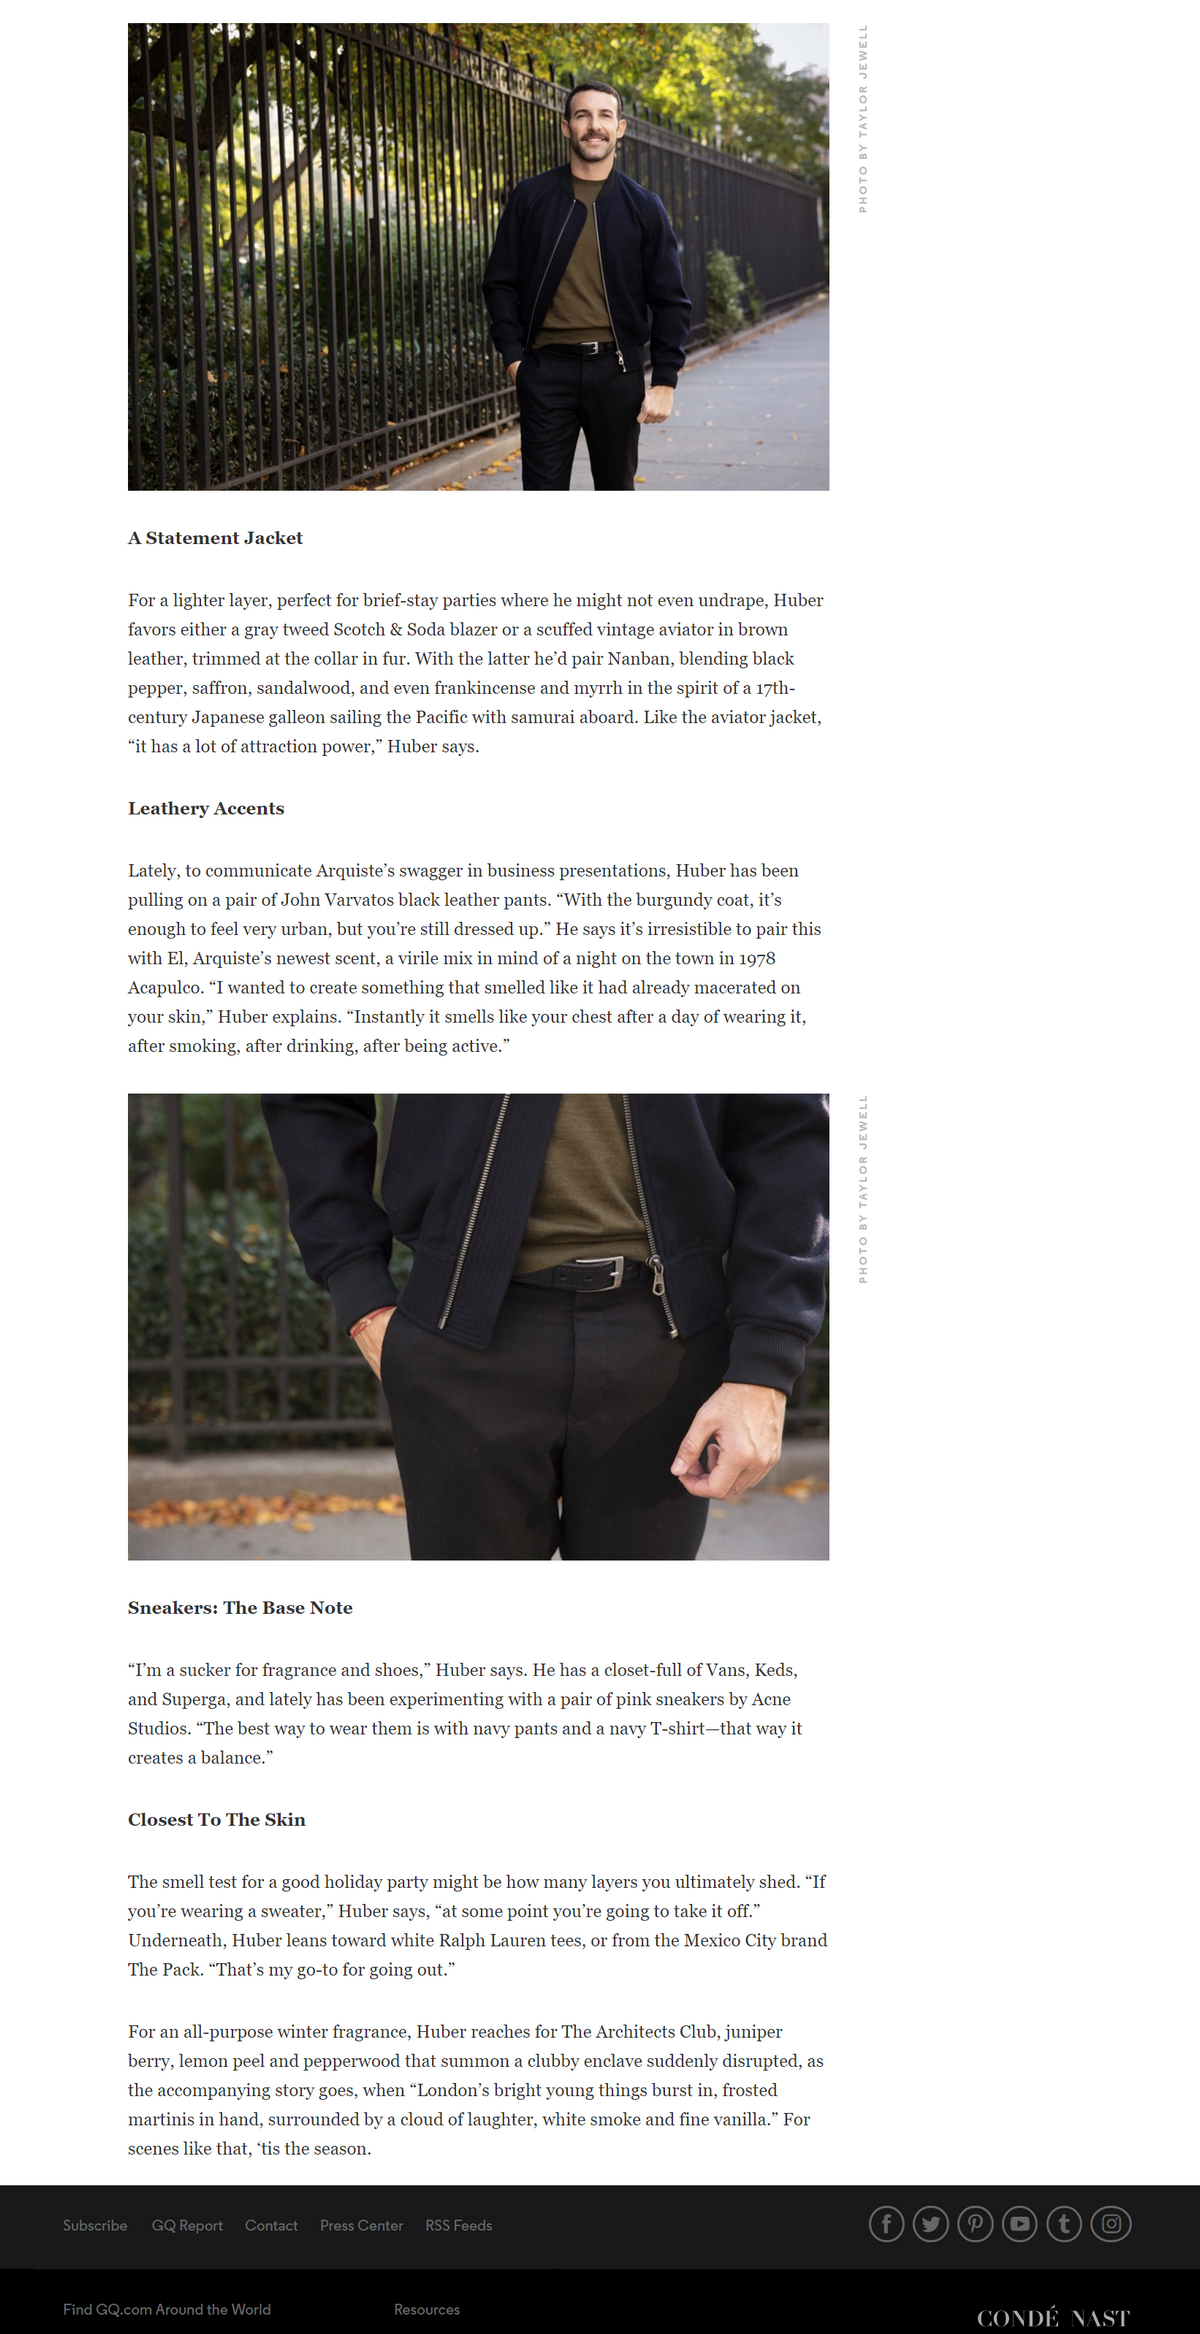 PHOTO BY TAYLOR JEWELL
A Statement Jacket
For a lighter layer, perfect for brief-stay parties where he might not even undrape, Huber
favors either a gray tweed Scotch & Soda blazer or a scuffed vintage aviator in brown
leather, trimmed at the collar in fur. With the latter he’d pair Nanban, blending black
pepper, saffron, sandalwood, and even frankincense and myrrh in the spirit of a 17th-
century Japanese galleon sailing the Pacific with samurai aboard. Like the aviator jacket,
“it has a lot of attraction power,” Huber says.
Leathery Accents
Lately, to communicate Arquiste’s swagger in business presentations, Huber has been
pulling on a pair of John Varvatos black leather pants. “With the burgundy coat, it’s
enough to feel very urban, but you’re still dressed up.” He says it’s irresistible to pair this
with El, Arquiste’s newest scent, a virile mix in mind of a night on the town in 1978
Acapulco. “I wanted to create something that smelled like it had already macerated on
your skin,” Huber explains. “Instantly it smells like your chest after a day of wearing it,
after smoking, after drinking, after being active.”
PHOTO BY TAYLOR JEWELL
Sneakers: The Base Note
“I’m a sucker for fragrance and shoes,” Huber says. He has a closet-full of Vans, Keds,
and Superga, and lately has been experimenting with a pair of pink sneakers by Acne
Studios. “The best way to wear them is with navy pants and a navy T-shirt—that way it
creates a balance.”
Closest To The Skin
The smell test for a good holiday party might be how many layers you ultimately shed. “If
you’re wearing a sweater,” Huber says, “at some point you’re going to take it off.”
Underneath, Huber leans toward white Ralph Lauren tees, or from the Mexico City brand
The Pack. “That’s my go-to for going out.”
For an all-purpose winter fragrance, Huber reaches for The Architects Club, juniper
berry, lemon peel and pepperwood that summon a clubby enclave suddenly disrupted, as
the accompanying story goes, when “London’s bright young things burst in, frosted
martinis in hand, surrounded by a cloud of laughter, white smoke and fine vanilla.” For
scenes like that, ‘tis the season.
Subscribe GQ Report Contact Press Center RSS Feeds
Find GQ.com Around the World Resources
CONDÉ NAST